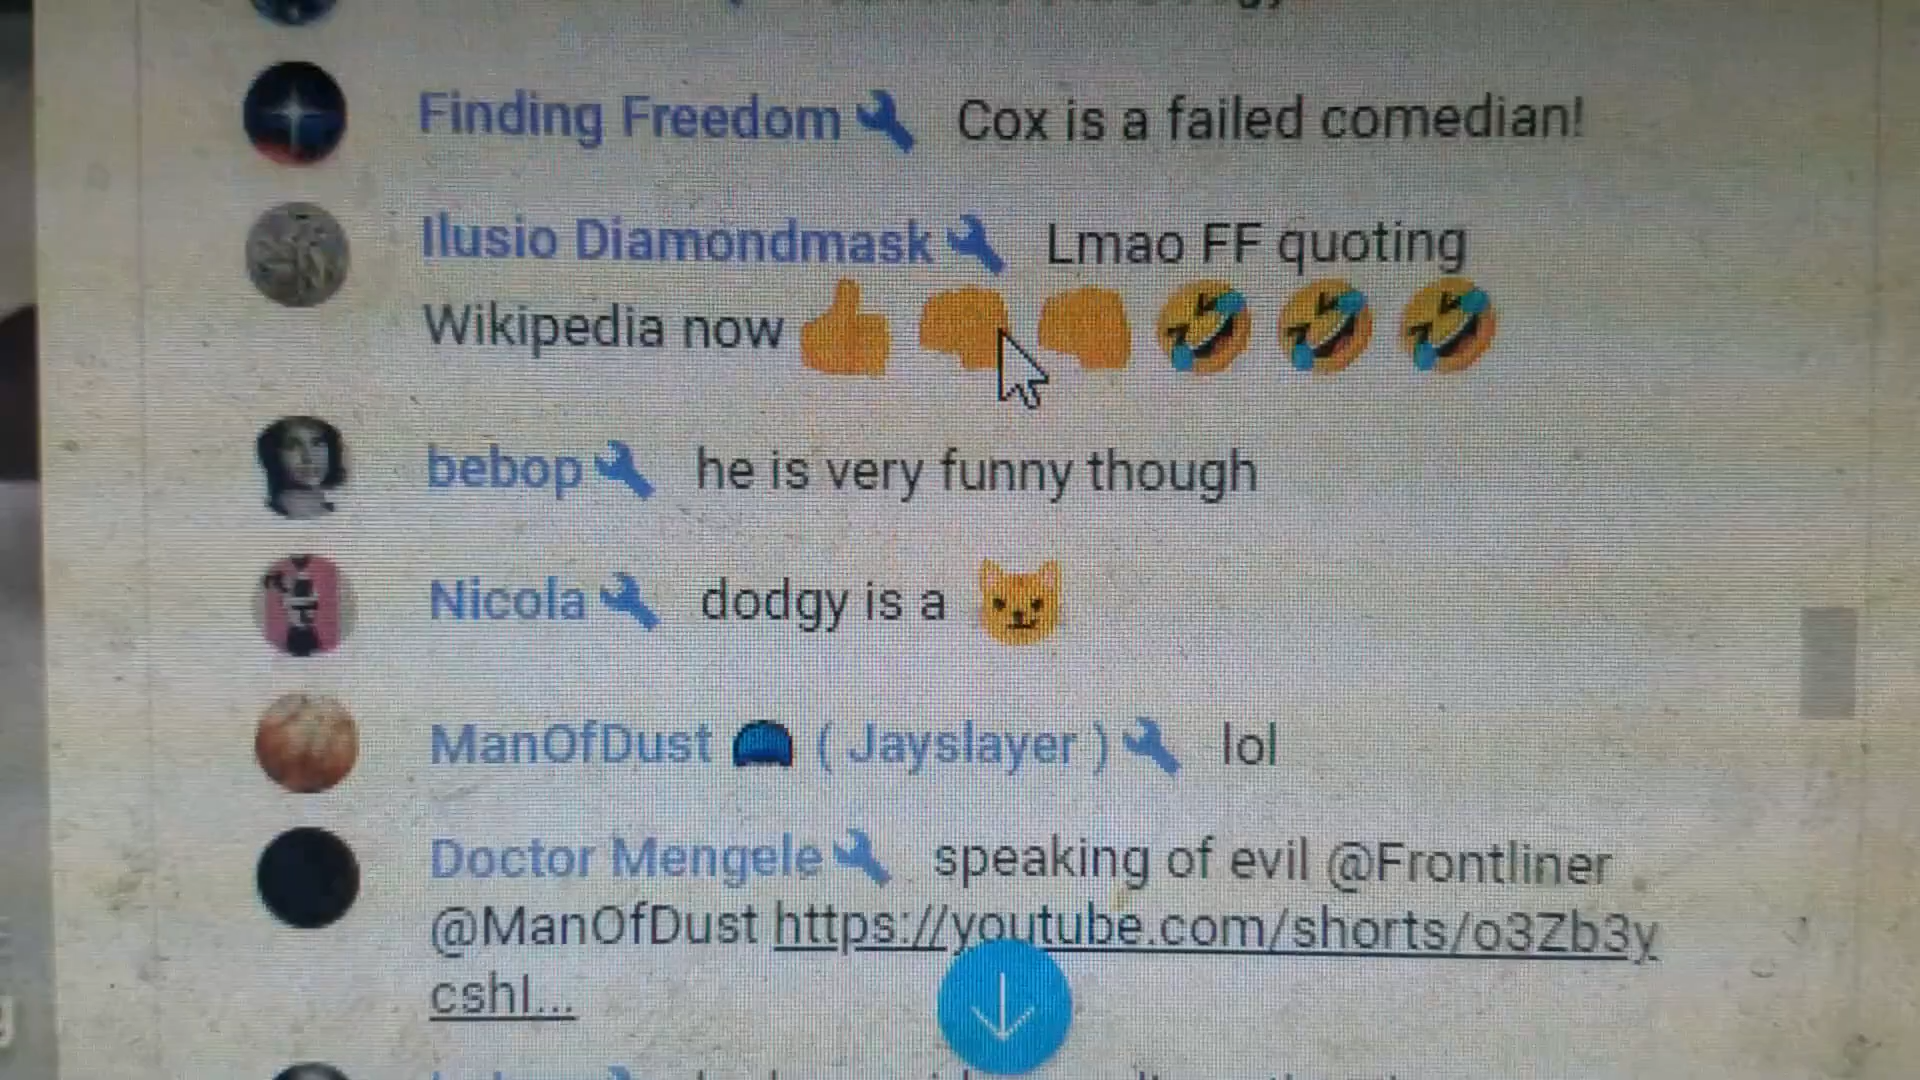 Finding Freedom Cox is a failed comedian!
Ilusio Diamondmask Lmao FF quoting
Wikipedia now 👍 👊 👊 🤣 🤣 🤣
bebop he is very funny though
Nicola dodgy is a 🐱
ManOfDust 🧢 ( Jayslayer ) lol
Doctor Mengele speaking of evil @Frontliner
@ManOfDust https://youtube.com/shorts/o3Zb3y
cshI...